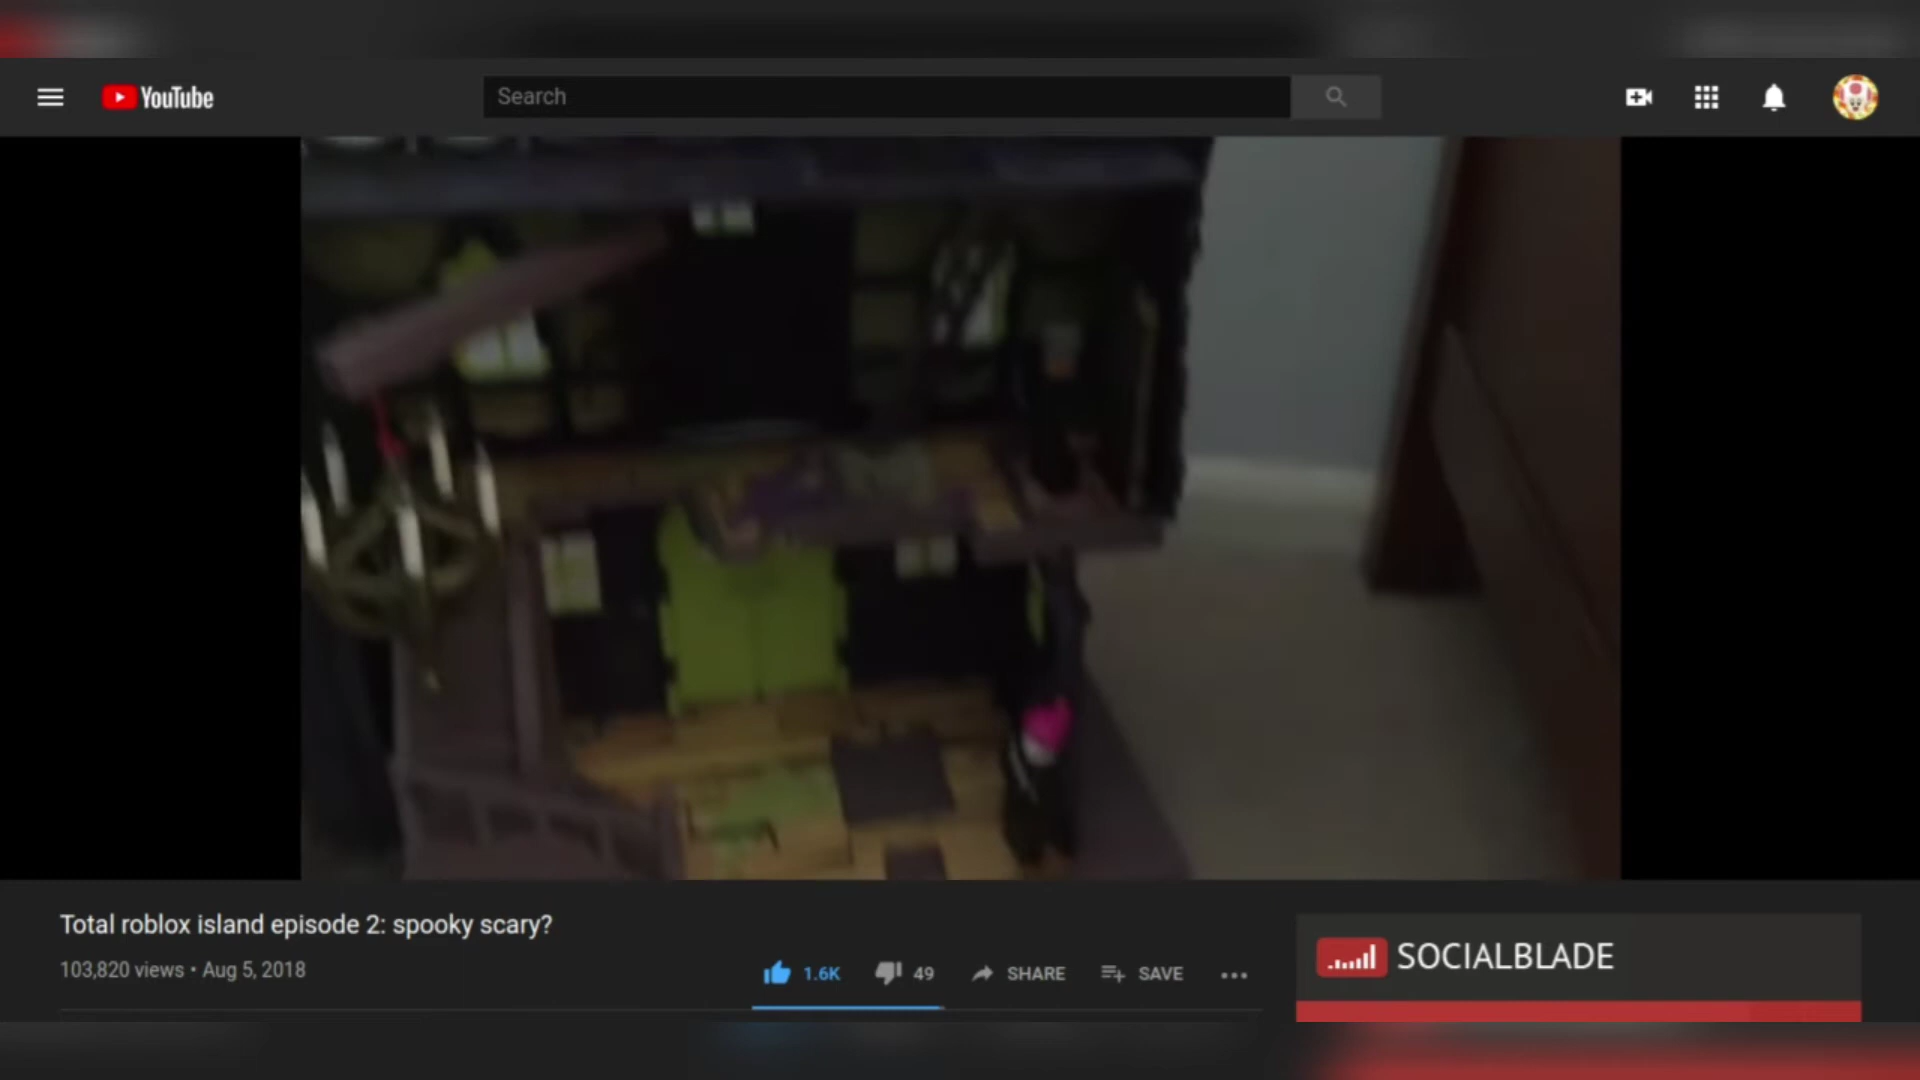 YouTube
Search
Total roblox island episode 2: spooky scary?
103,820 views • Aug 5, 2018
1.6K
49
SHARE
SAVE
SOCIALBLADE